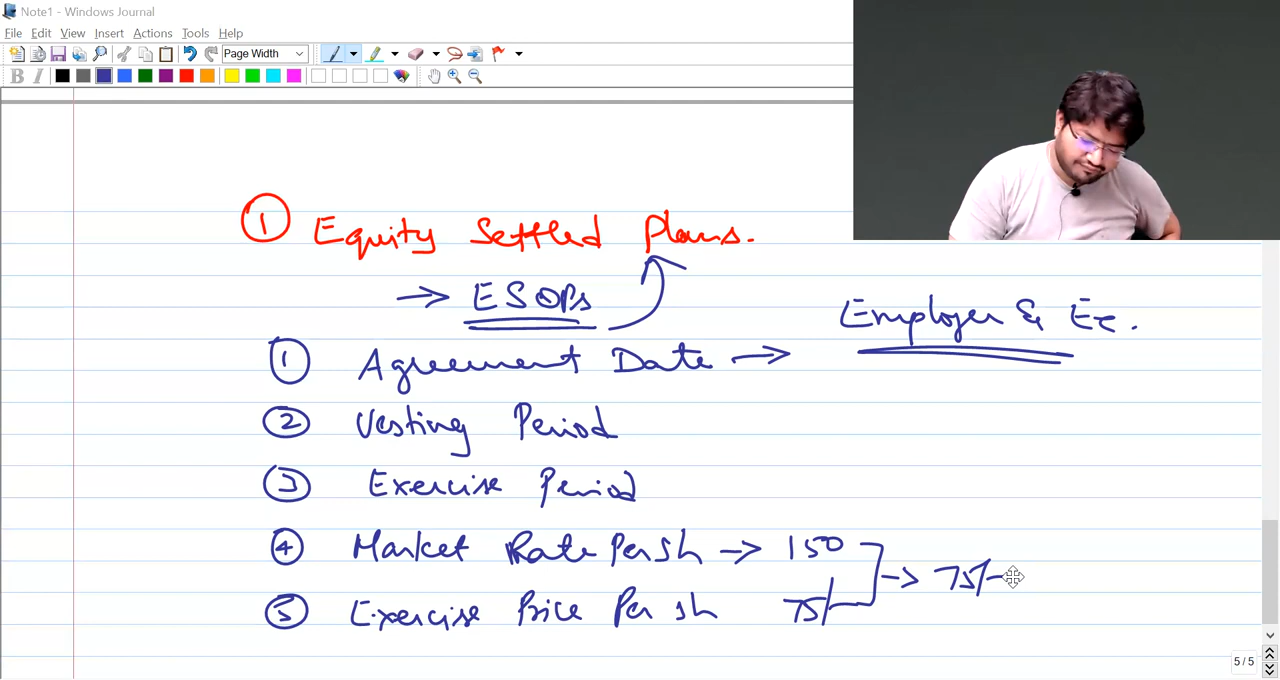 Note1 - Windows Journal
File Edit View Insert Actions Tools Help
Page Width
B I
① Equity Settled Plans.
→ ESOPs
Employer & Ee.
① Agreement Date →
② Vesting Period
③ Exercise Period
④ Market Rate Per sh → 150
→ 75/-
⑤ Exercise Price Per sh 75/-
5 / 5